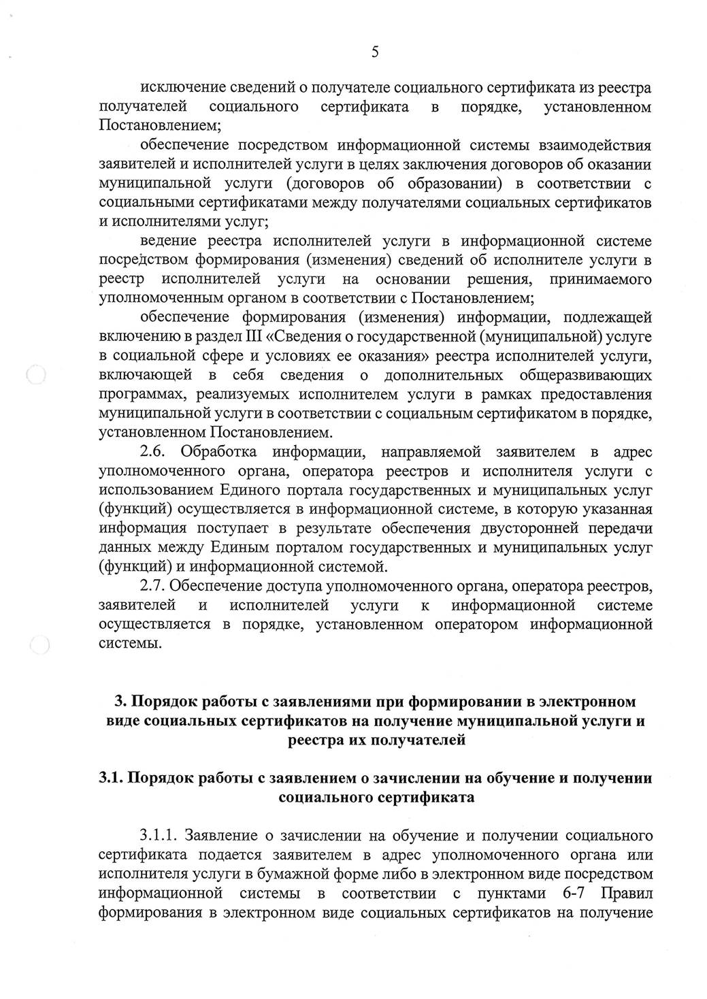 5
исключение сведений о получателе социального сертификата из реестра
получателей социального сертификата в порядке, установленном
Постановлением;
обеспечение посредством информационной системы взаимодействия
заявителей и исполнителей услуги в целях заключения договоров об оказании
муниципальной услуги (договоров об образовании) в соответствии с
социальными сертификатами между получателями социальных сертификатов
и исполнителями услуг;
ведение реестра исполнителей услуги в информационной системе
посредством формирования (изменения) сведений об исполнителе услуги в
реестр исполнителей услуги на основании решения, принимаемого
уполномоченным органом в соответствии с Постановлением;
обеспечение формирования (изменения) информации, подлежащей
включению в раздел III «Сведения о государственной (муниципальной) услуге
в социальной сфере и условиях ее оказания» реестра исполнителей услуги,
включающей в себя сведения о дополнительных общеразвивающих
программах, реализуемых исполнителем услуги в рамках предоставления
муниципальной услуги в соответствии с социальным сертификатом в порядке,
установленном Постановлением.
2.6. Обработка информации, направляемой заявителем в адрес
уполномоченного органа, оператора реестров и исполнителя услуги с
использованием Единого портала государственных и муниципальных услуг
(функций) осуществляется в информационной системе, в которую указанная
информация поступает в результате обеспечения двусторонней передачи
данных между Единым порталом государственных и муниципальных услуг
(функций) и информационной системой.
2.7. Обеспечение доступа уполномоченного органа, оператора реестров,
заявителей и исполнителей услуги к информационной системе
осуществляется в порядке, установленном оператором информационной
системы.
3. Порядок работы с заявлениями при формировании в электронном
виде социальных сертификатов на получение муниципальной услуги и
реестра их получателей
3.1. Порядок работы с заявлением о зачислении на обучение и получении
социального сертификата
3.1.1. Заявление о зачислении на обучение и получении социального
сертификата подается заявителем в адрес уполномоченного органа или
исполнителя услуги в бумажной форме либо в электронном виде посредством
информационной системы в соответствии с пунктами 6-7 Правил
формирования в электронном виде социальных сертификатов на получение